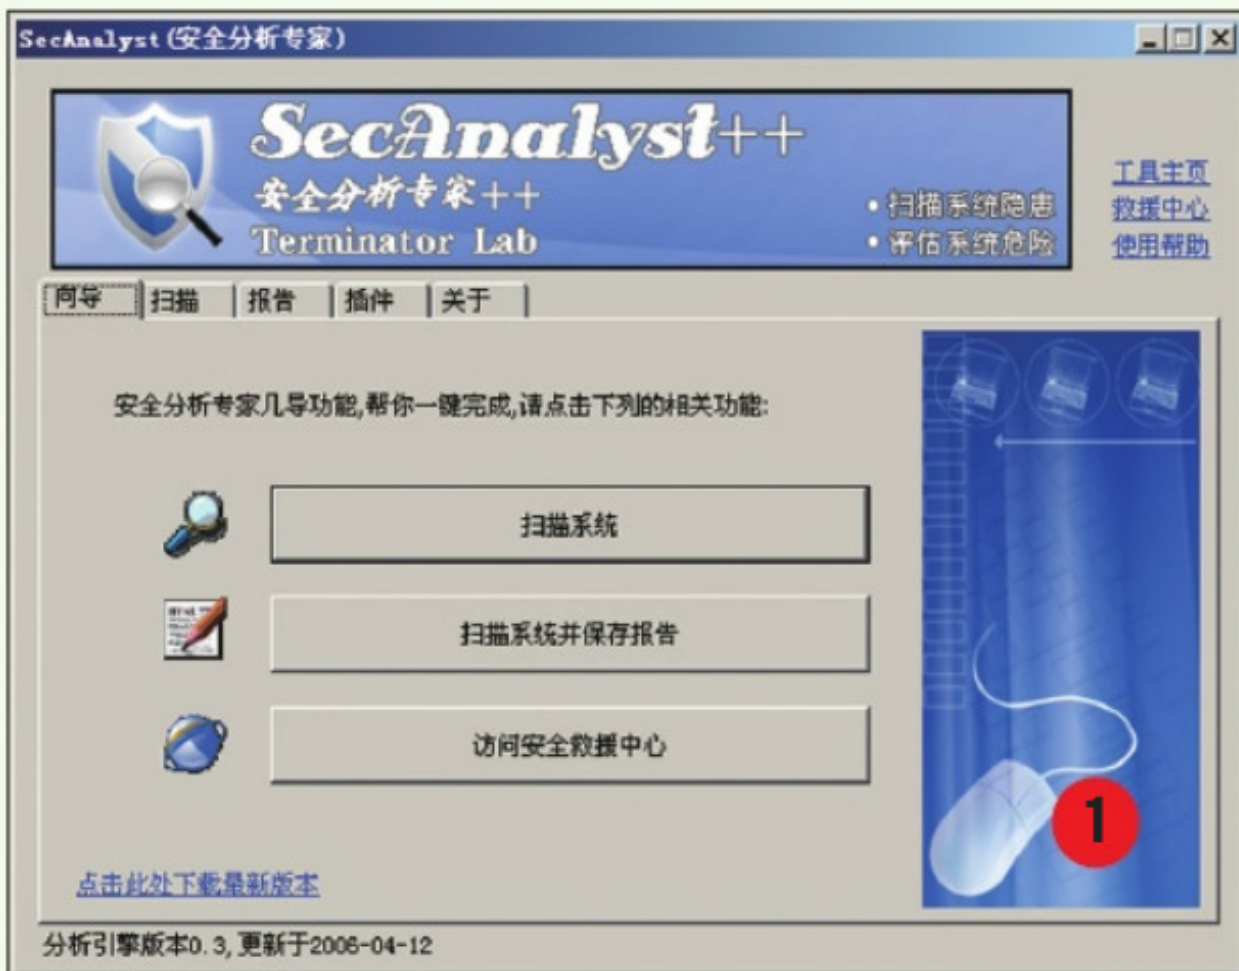 SecAnalyst(安全分析专家)
SecAnalyst++
安全分析专家++
Terminator Lab
• 扫描系统隐患
• 评估系统危险
工具主页
救援中心
使用帮助
向导
扫描
报告
插件
关于
安全分析专家几导功能,帮你一键完成,请点击下列的相关功能:
扫描系统
扫描系统并保存报告
访问安全救援中心
1
点击此处下载最新版本
分析引擎版本0.3,更新于2006-04-12